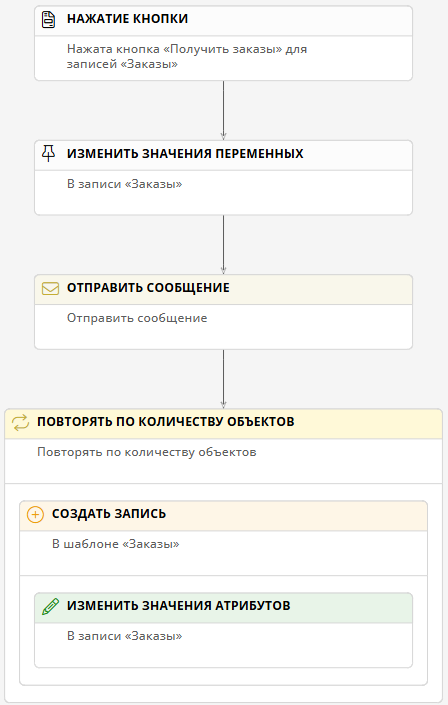 НАЖАТИЕ КНОПКИ
Нажата кнопка «Получить заказы» для
записей «Заказы»
ИЗМЕНИТЬ ЗНАЧЕНИЯ ПЕРЕМЕННЫХ
В записи «Заказы»
ОТПРАВИТЬ СООБЩЕНИЕ
Отправить сообщение
ПОВТОРЯТЬ ПО КОЛИЧЕСТВУ ОБЪЕКТОВ
Повторять по количеству объектов
СОЗДАТЬ ЗАПИСЬ
В шаблоне «Заказы»
ИЗМЕНИТЬ ЗНАЧЕНИЯ АТРИБУТОВ
В записи «Заказы»